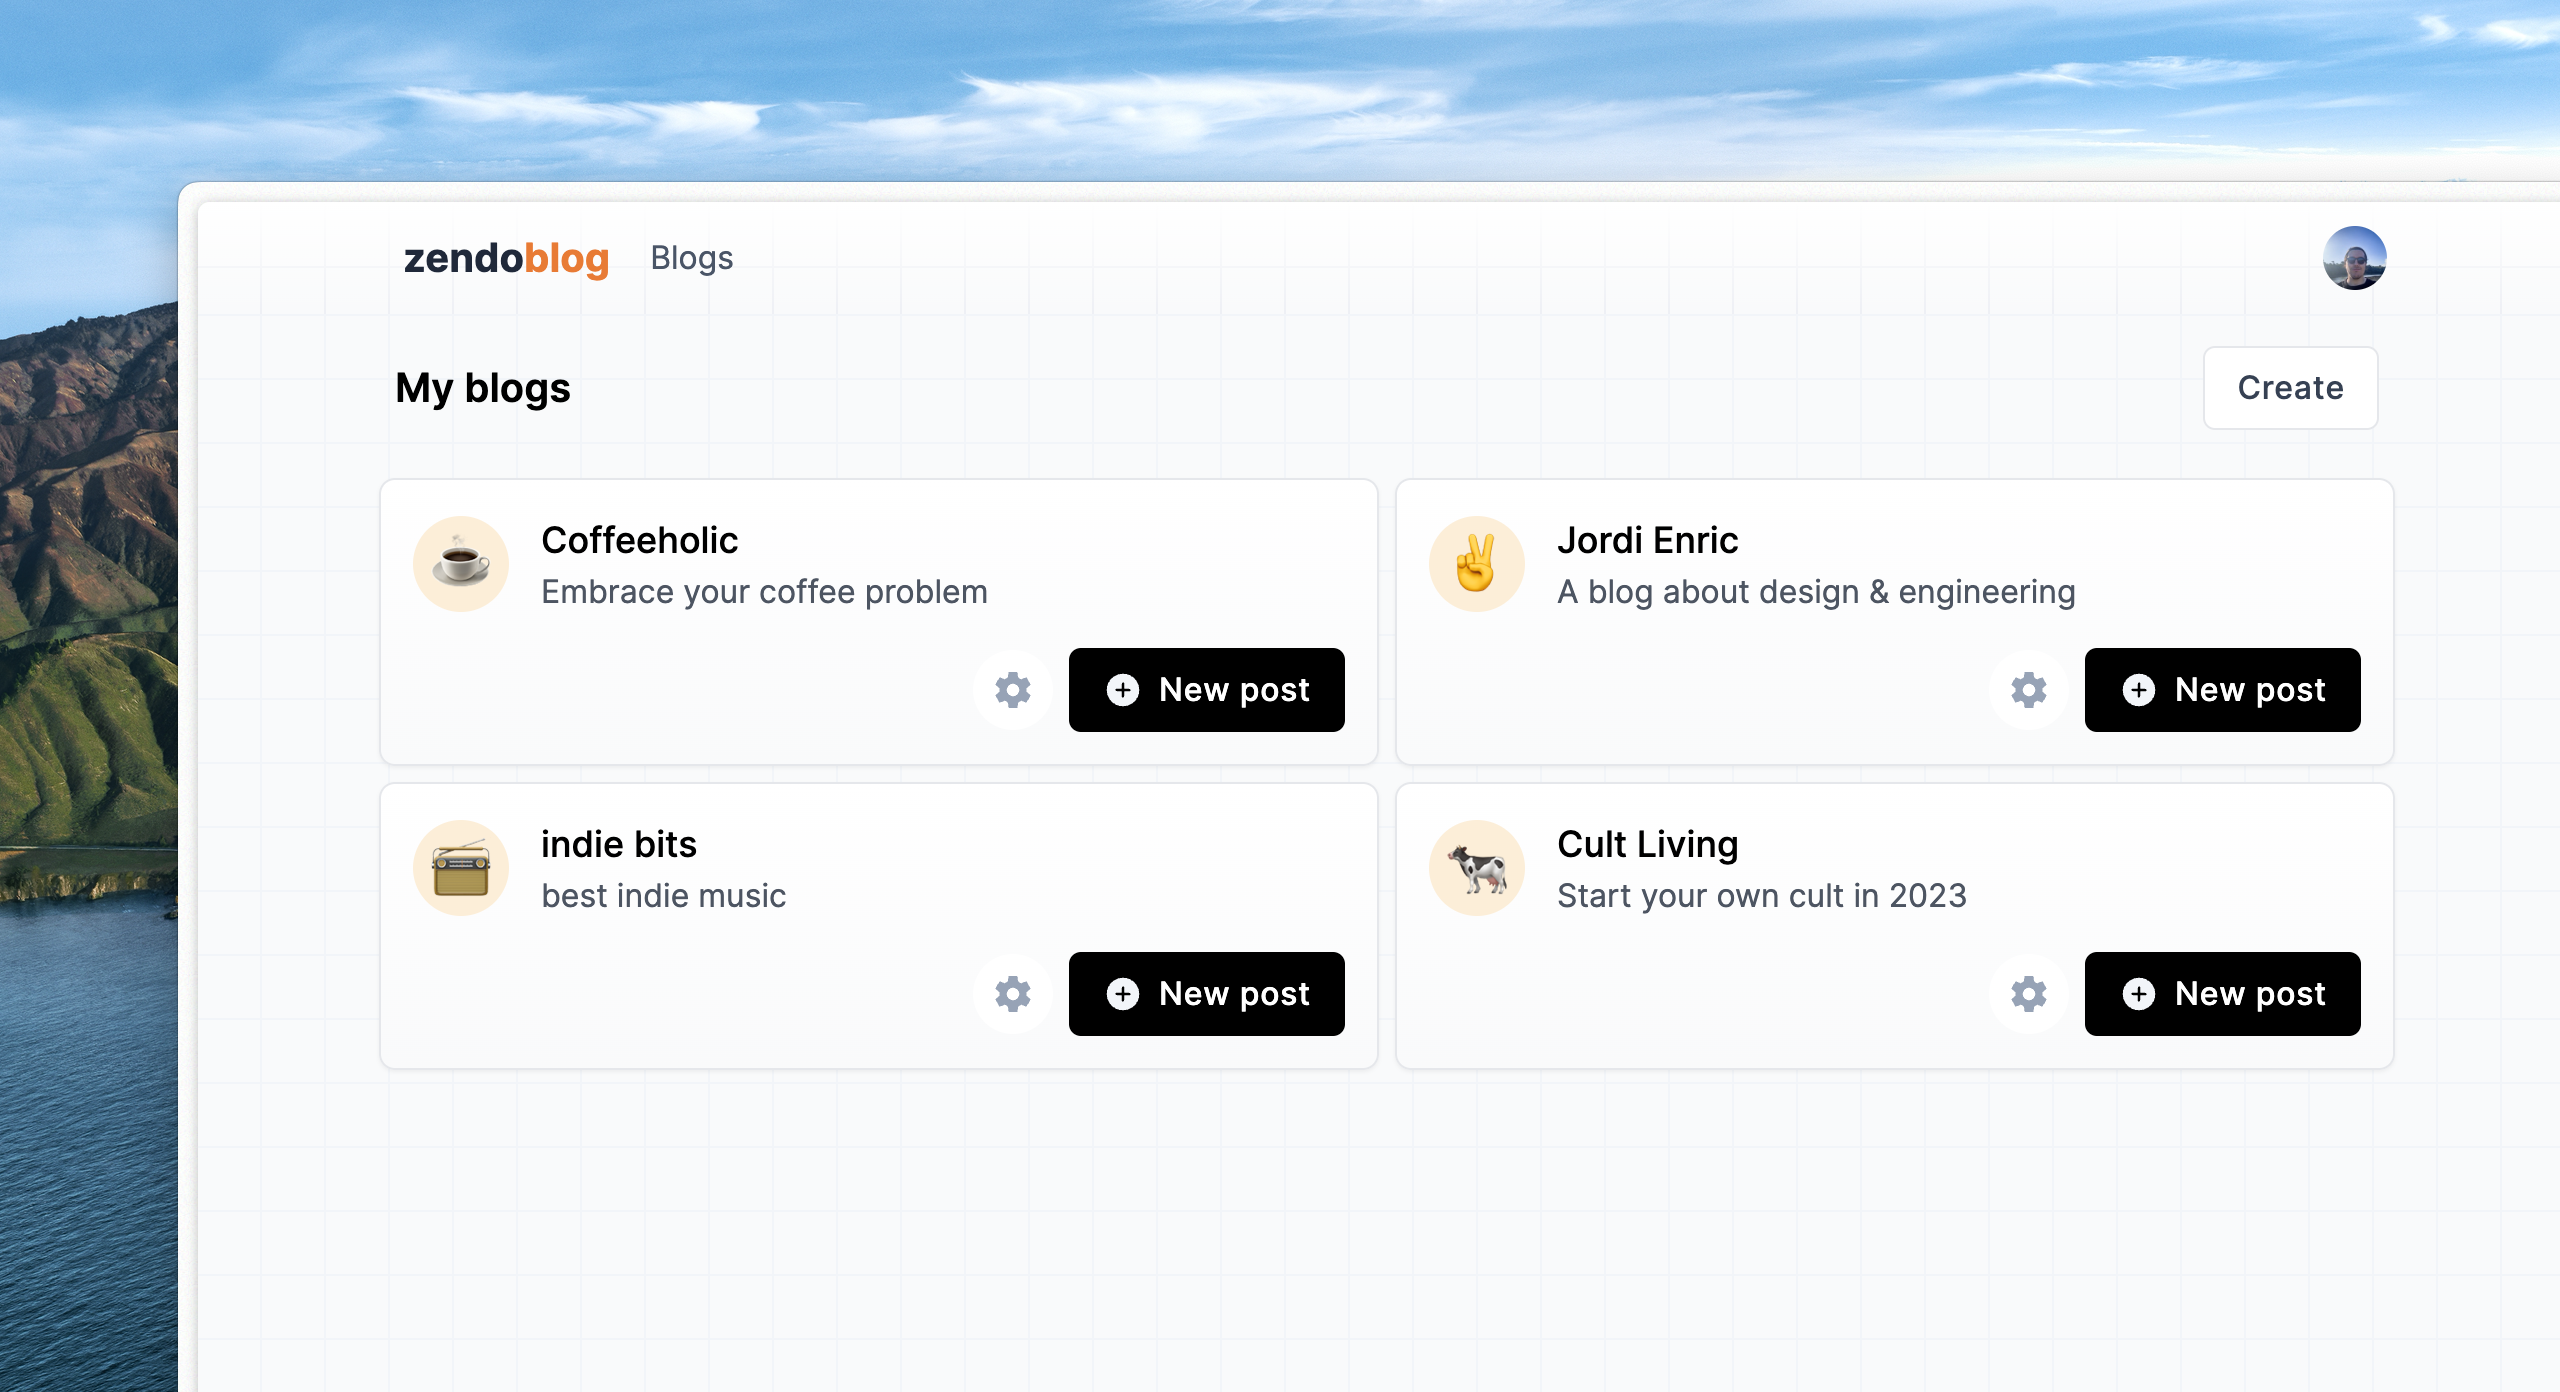 zendoblog Blogs
My blogs
Create
Coffeeholic
Embrace your coffee problem
New post
Jordi Enric
A blog about design & engineering
New post
indie bits
best indie music
New post
Cult Living
Start your own cult in 2023
New post